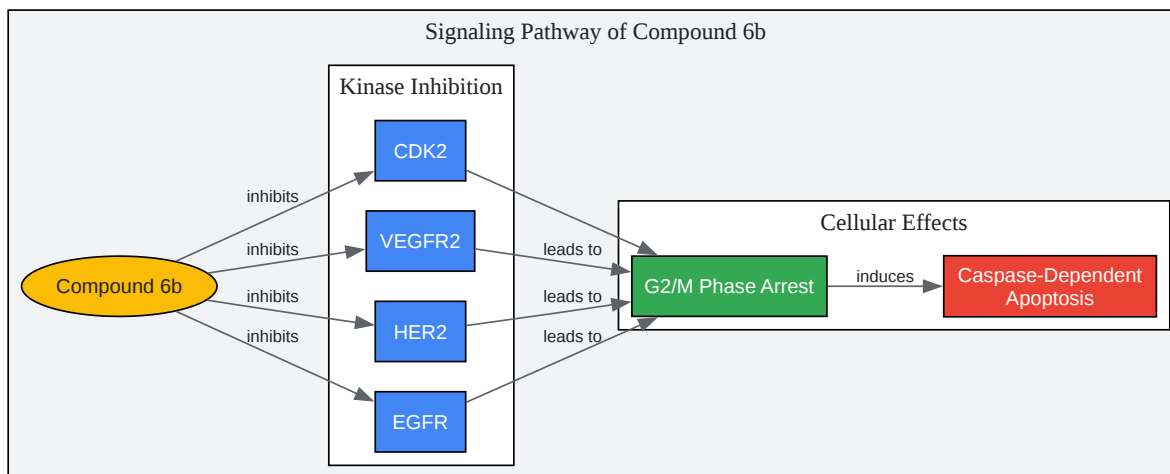 Signaling Pathway of Compound 6b
Kinase Inhibition
CDK2
inhibits
VEGFR2
inhibits
leads to
Cellular Effects
Compound 6b
G2/M Phase Arrest
induces
Caspase-Dependent
Apoptosis
inhibits
HER2
leads to
inhibits
leads to
EGFR